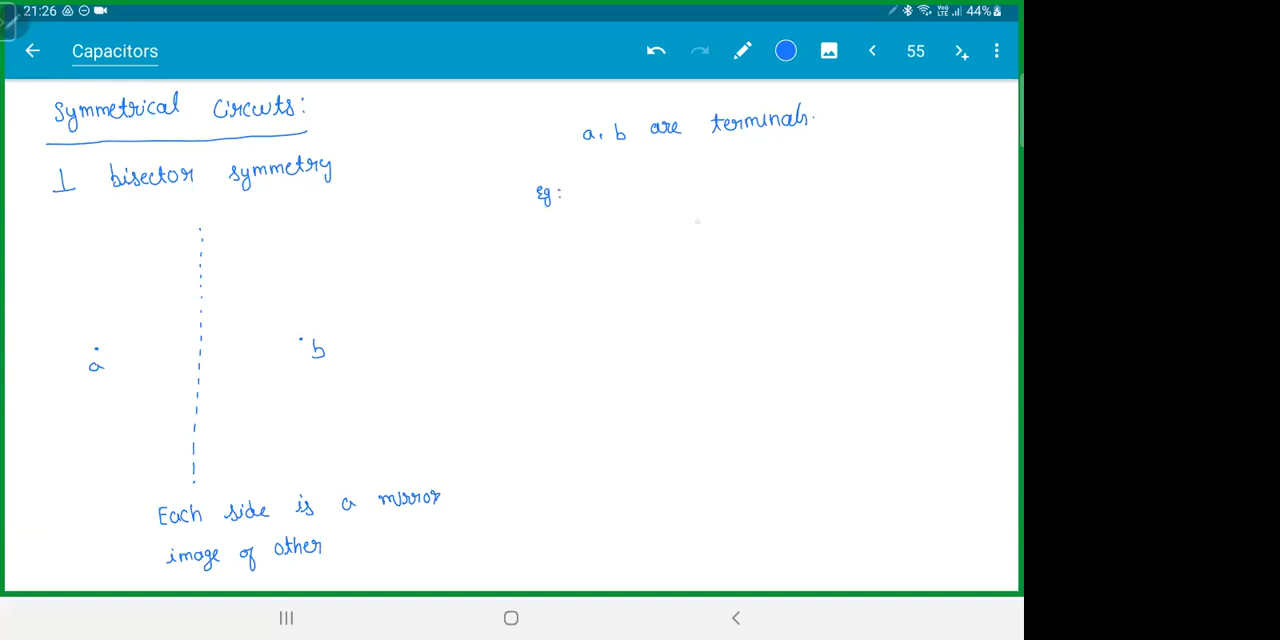 21:26 44%
Capacitors 55
Symmetrical Circuits:
a, b are terminals.
⊥ bisector symmetry
Eg:
a b
Each side is a mirror
image of other